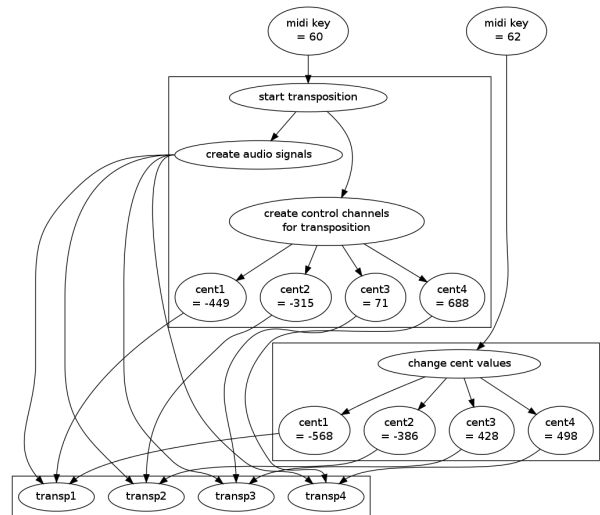 midi key
= 60
midi key
= 62
start transposition
create audio signals
create control channels
for transposition
cent1
= -449
cent2
= -315
cent3
= 71
cent4
= 688
change cent values
cent1
= -568
cent2
= -386
cent3
= 428
cent4
= 498
transp1
transp2
transp3
transp4